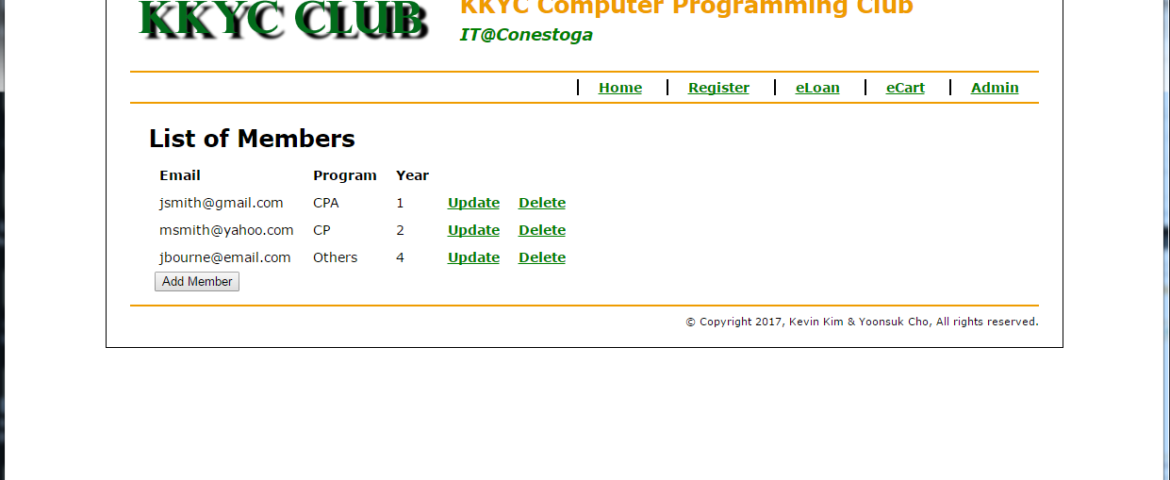 KKYC CLUB
KKYC Computer Programming Club
IT@Conestoga
| Home | Register | eLoan | eCart | Admin
List of Members
Email Program Year
jsmith@gmail.com CPA 1 Update Delete
msmith@yahoo.com CP 2 Update Delete
jbourne@email.com Others 4 Update Delete
Add Member
© Copyright 2017, Kevin Kim & Yoonsuk Cho, All rights reserved.